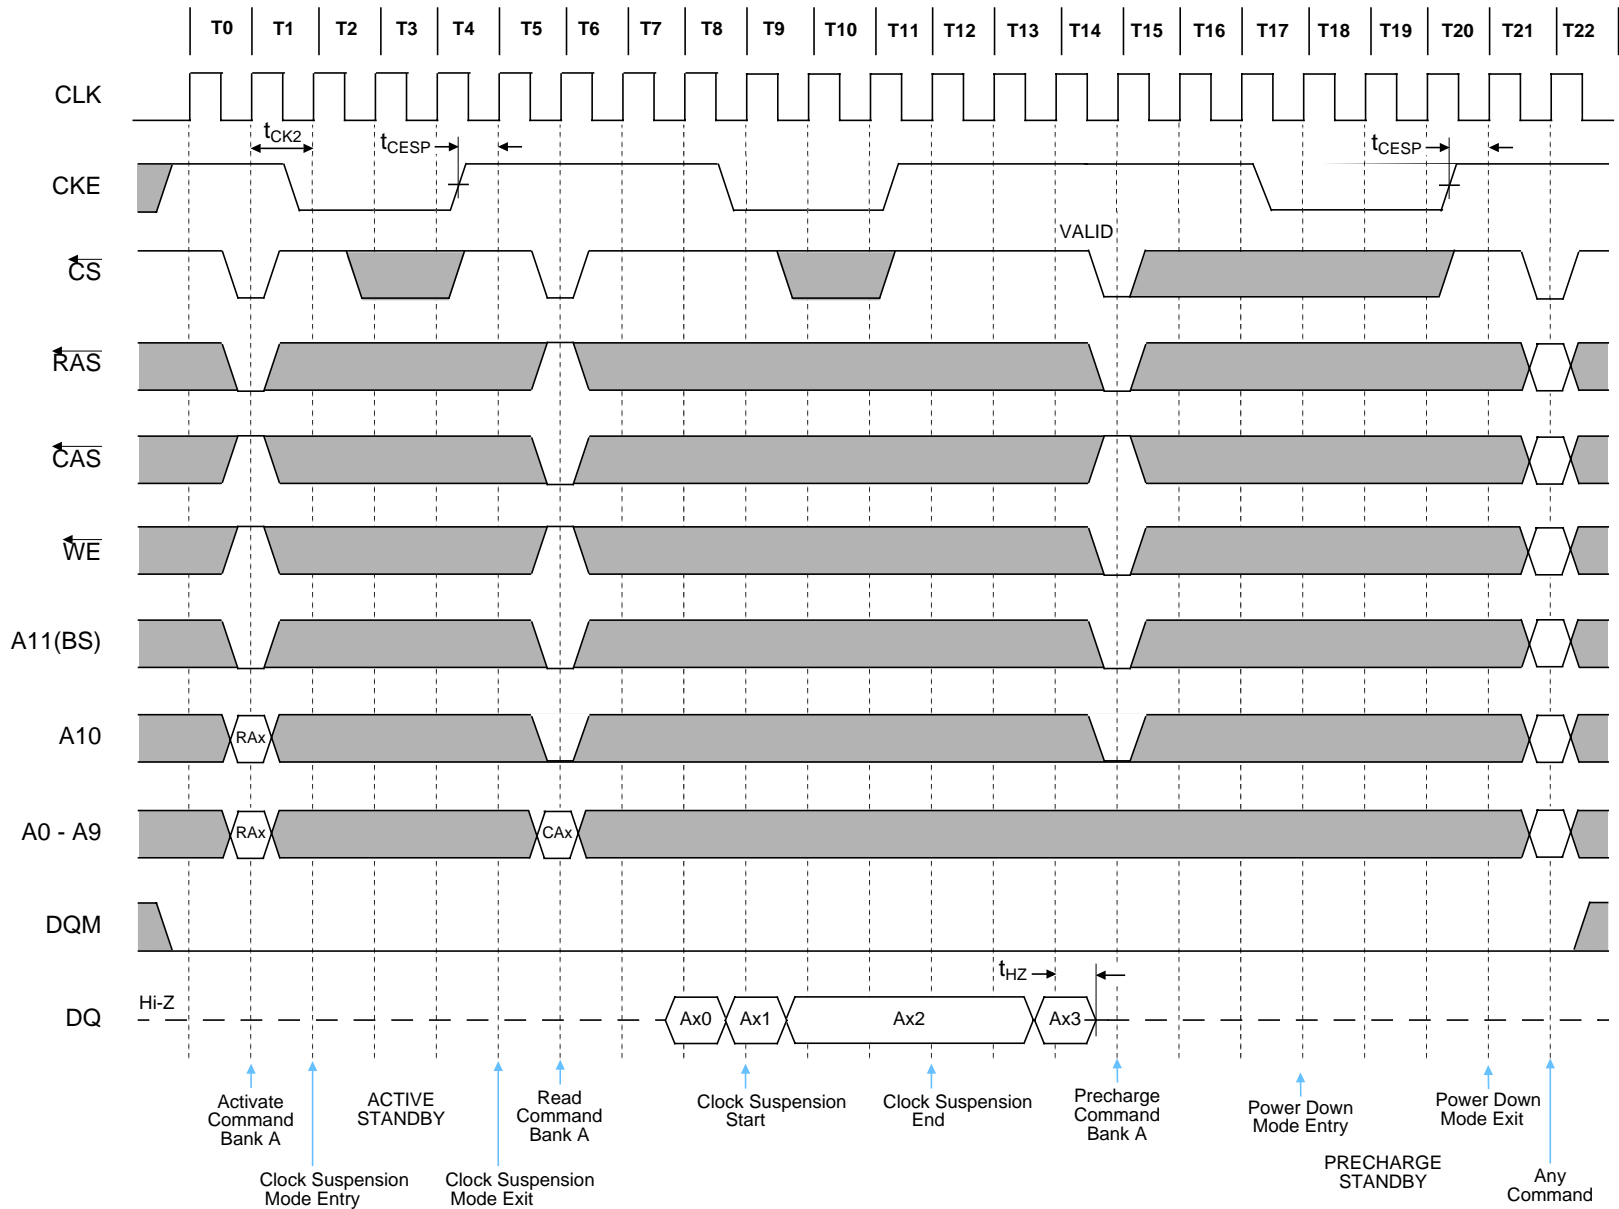 T0 T1 T2 T3 T4 T5 T6 T7 T8 T9 T10 T11 T12 T13 T14 T15 T16 T17 T18 T19 T20 T21 T22
CLK
tCK2 tCESP tCESP
CKE
VALID
CS
RAS
CAS
WE
A11(BS)
A10 RAx
A0 - A9 RAx CAx
DQM
tHZ
Hi-Z
DQ Ax0 Ax1 Ax2 Ax3
Activate
Command
Bank A
ACTIVE
STANDBY
Read
Command
Bank A
Clock Suspension
Start
Clock Suspension
End
Precharge
Command
Bank A
Power Down
Mode Entry
Power Down
Mode Exit
Clock Suspension
Mode Entry
Clock Suspension
Mode Exit
PRECHARGE
STANDBY
Any
Command